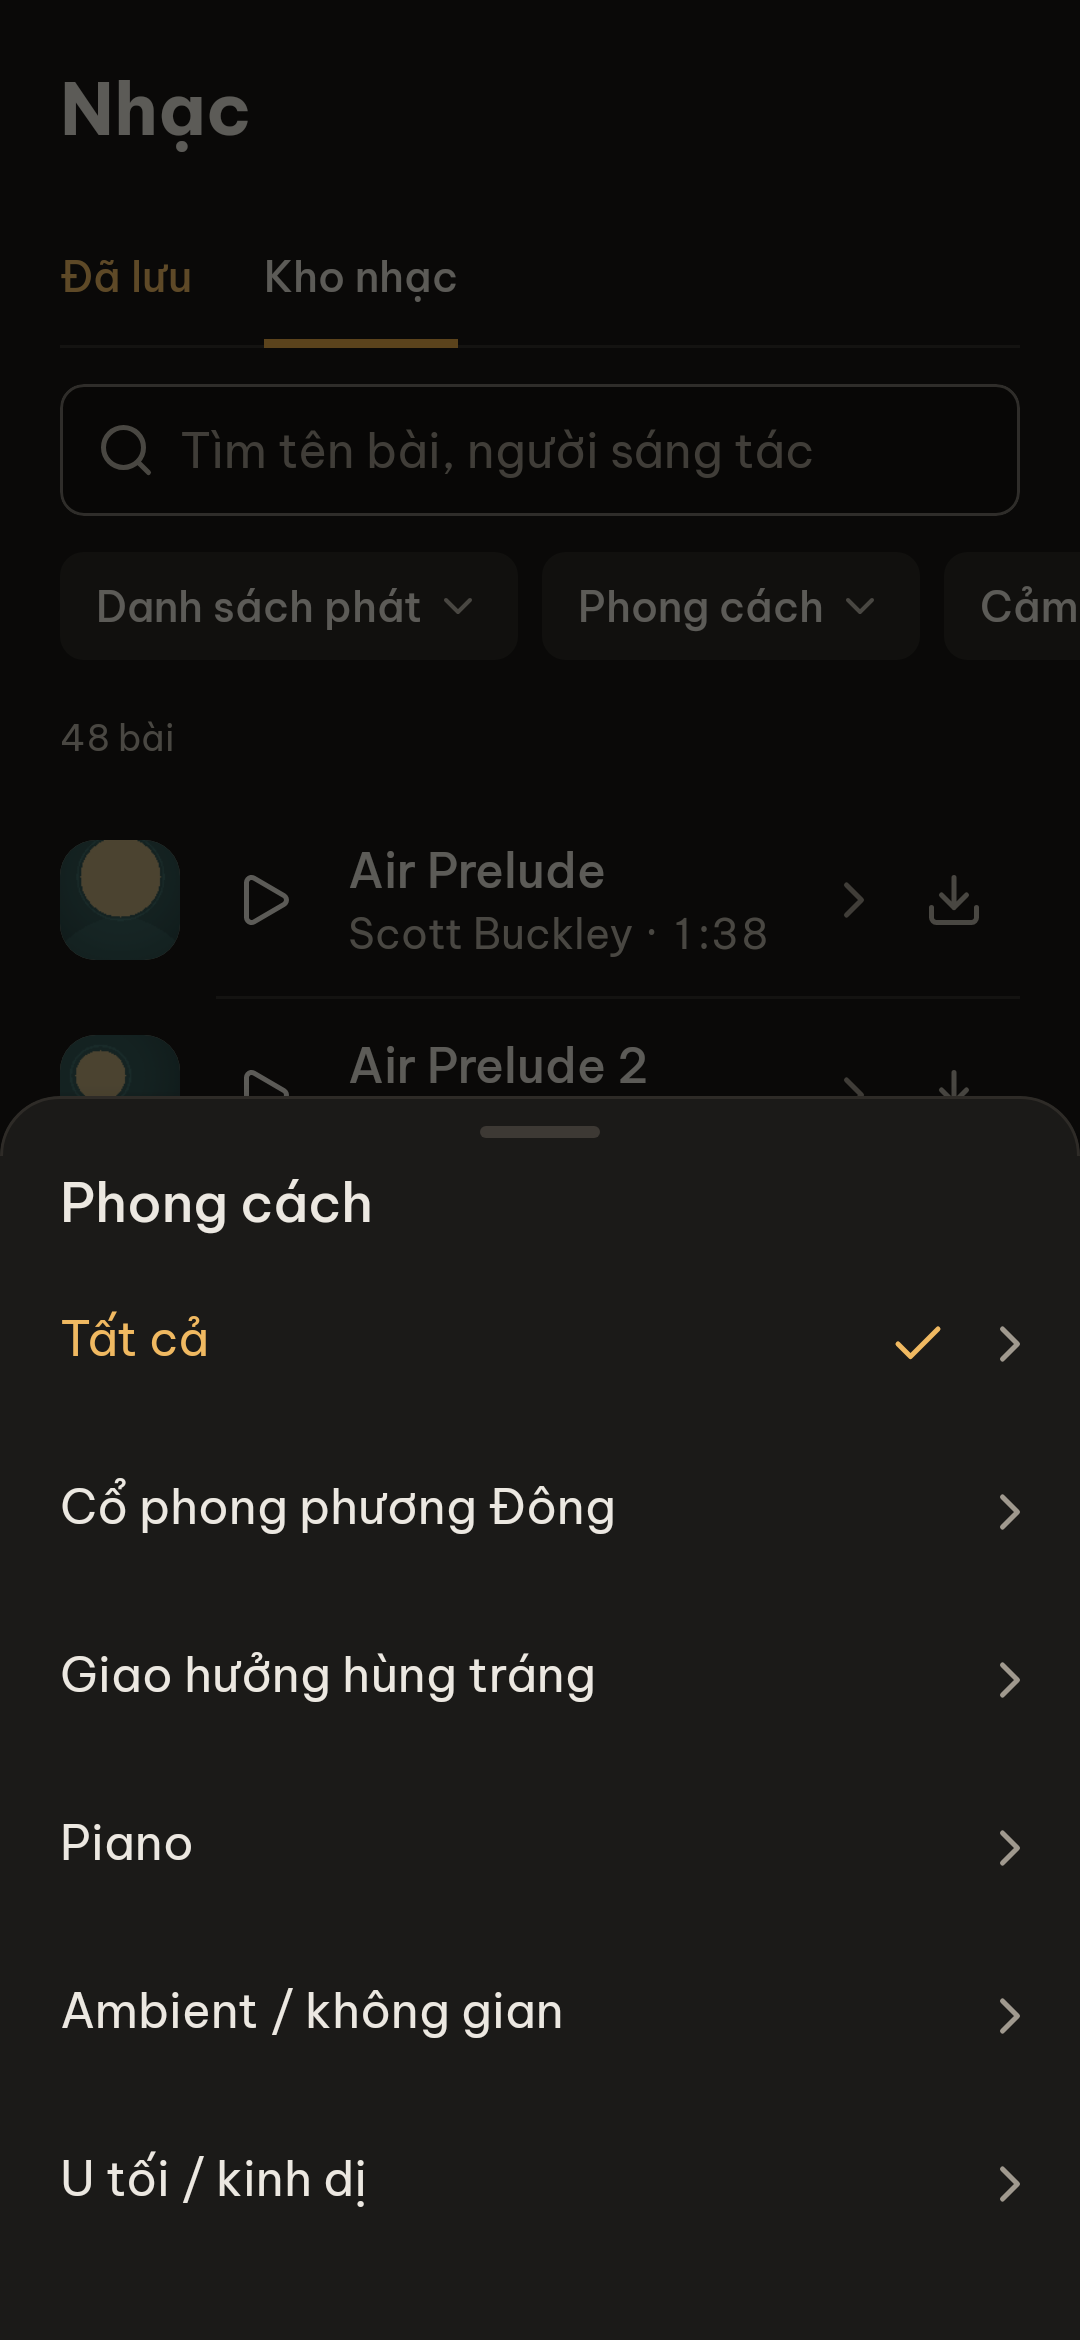 Nhạc
Đã lưu
Kho nhạc
Tìm tên bài, người sáng tác
Danh sách phát
Phong cách
Cảm
48 bài
Air Prelude
Scott Buckley · 1:38
Air Prelude 2
Phong cách
Tất cả
Cổ phong phương Đông
Giao hưởng hùng tráng
Piano
Ambient / không gian
U tối / kinh dị